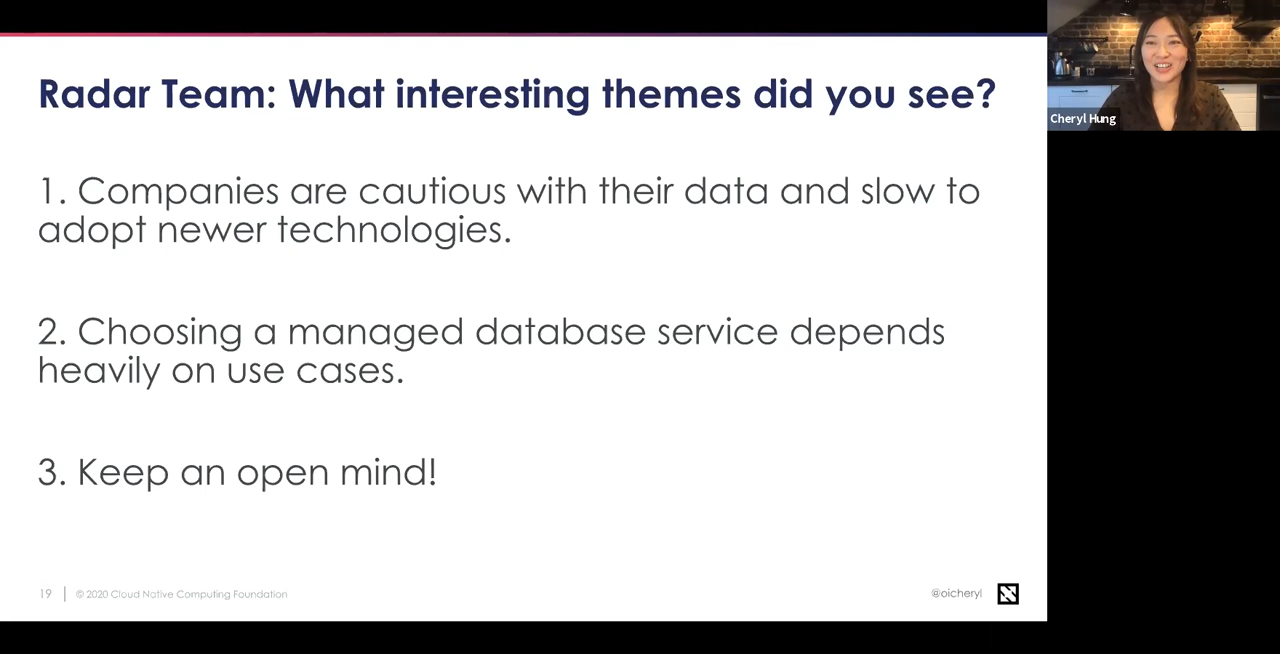 Radar Team: What interesting themes did you see?
Cheryl Hung
1. Companies are cautious with their data and slow to
adopt newer technologies.
2. Choosing a managed database service depends
heavily on use cases.
3. Keep an open mind!
19 | © 2020 Cloud Native Computing Foundation
@oicheryl